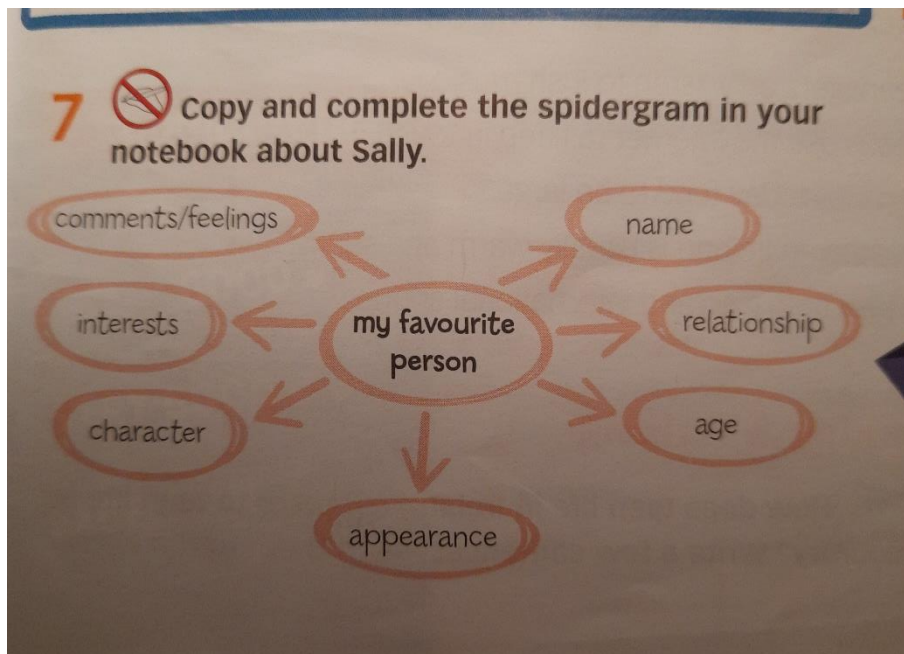 7 Copy and complete the spidergram in your
notebook about Sally.
comments/feelings
name
interests
my favourite
person
relationship
character
age
appearance